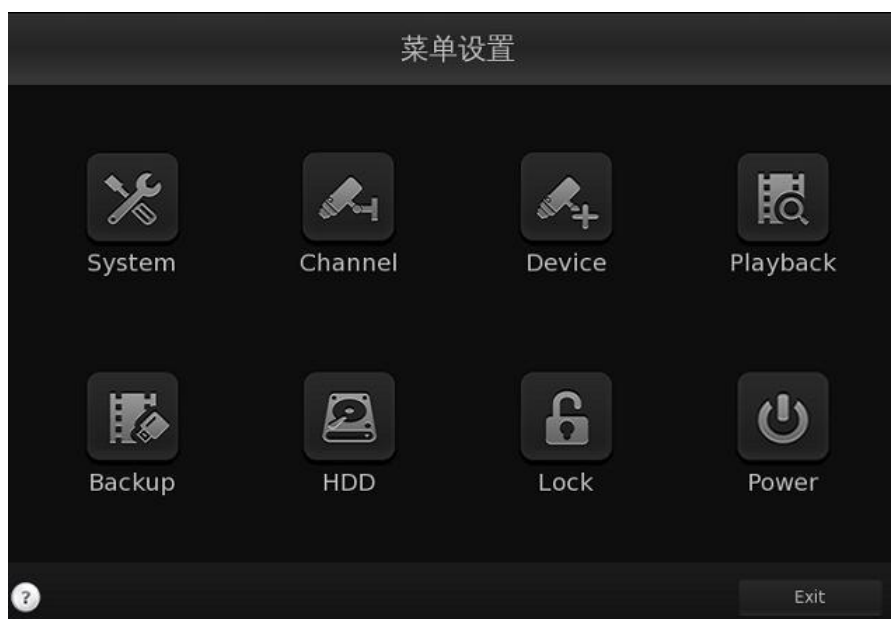 菜单设置
System Channel Device Playback
Backup HDD Lock Power
?
Exit